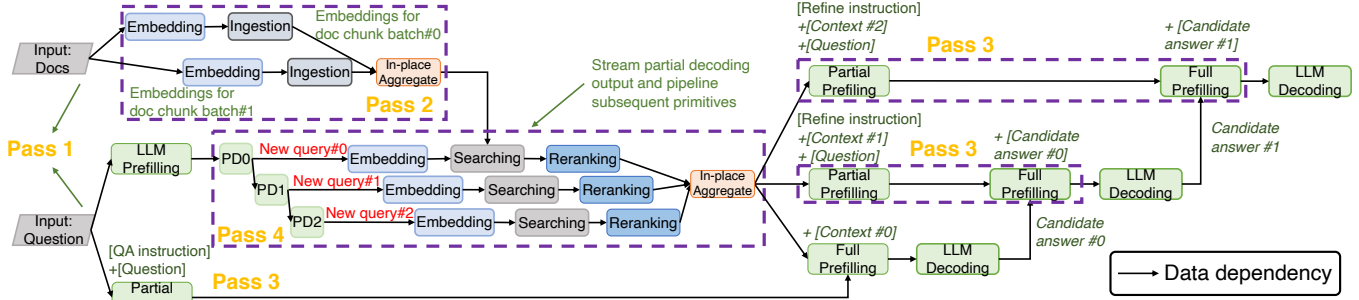 Input:
Docs
Embedding
Ingestion
Embeddings for
doc chunk batch#0
Embedding
Ingestion
In-place
Aggregate
Embeddings for
doc chunk batch#1
Pass 2
Pass 1
Stream partial decoding
output and pipeline
subsequent primitives
Input:
Question
LLM
Prefilling
PD0
New query#0
Embedding
Searching
Reranking
PD1
New query#1
Embedding
Searching
Reranking
PD2
New query#2
Embedding
Searching
Reranking
In-place
Aggregate
Pass 4
[QA instruction]
+[Question]
Partial
Pass 3
[Refine instruction]
+[Context #2]
+[Question]
Pass 3
+ [Candidate
answer #1]
Partial
Prefilling
Full
Prefilling
LLM
Decoding
[Refine instruction]
+[Context #1]
+ [Question]
Pass 3
+ [Candidate
answer #0]
Candidate
answer #1
Partial
Prefilling
Full
Prefilling
LLM
Decoding
+ [Context #0]
Candidate
answer #0
Full
Prefilling
LLM
Decoding
Data dependency